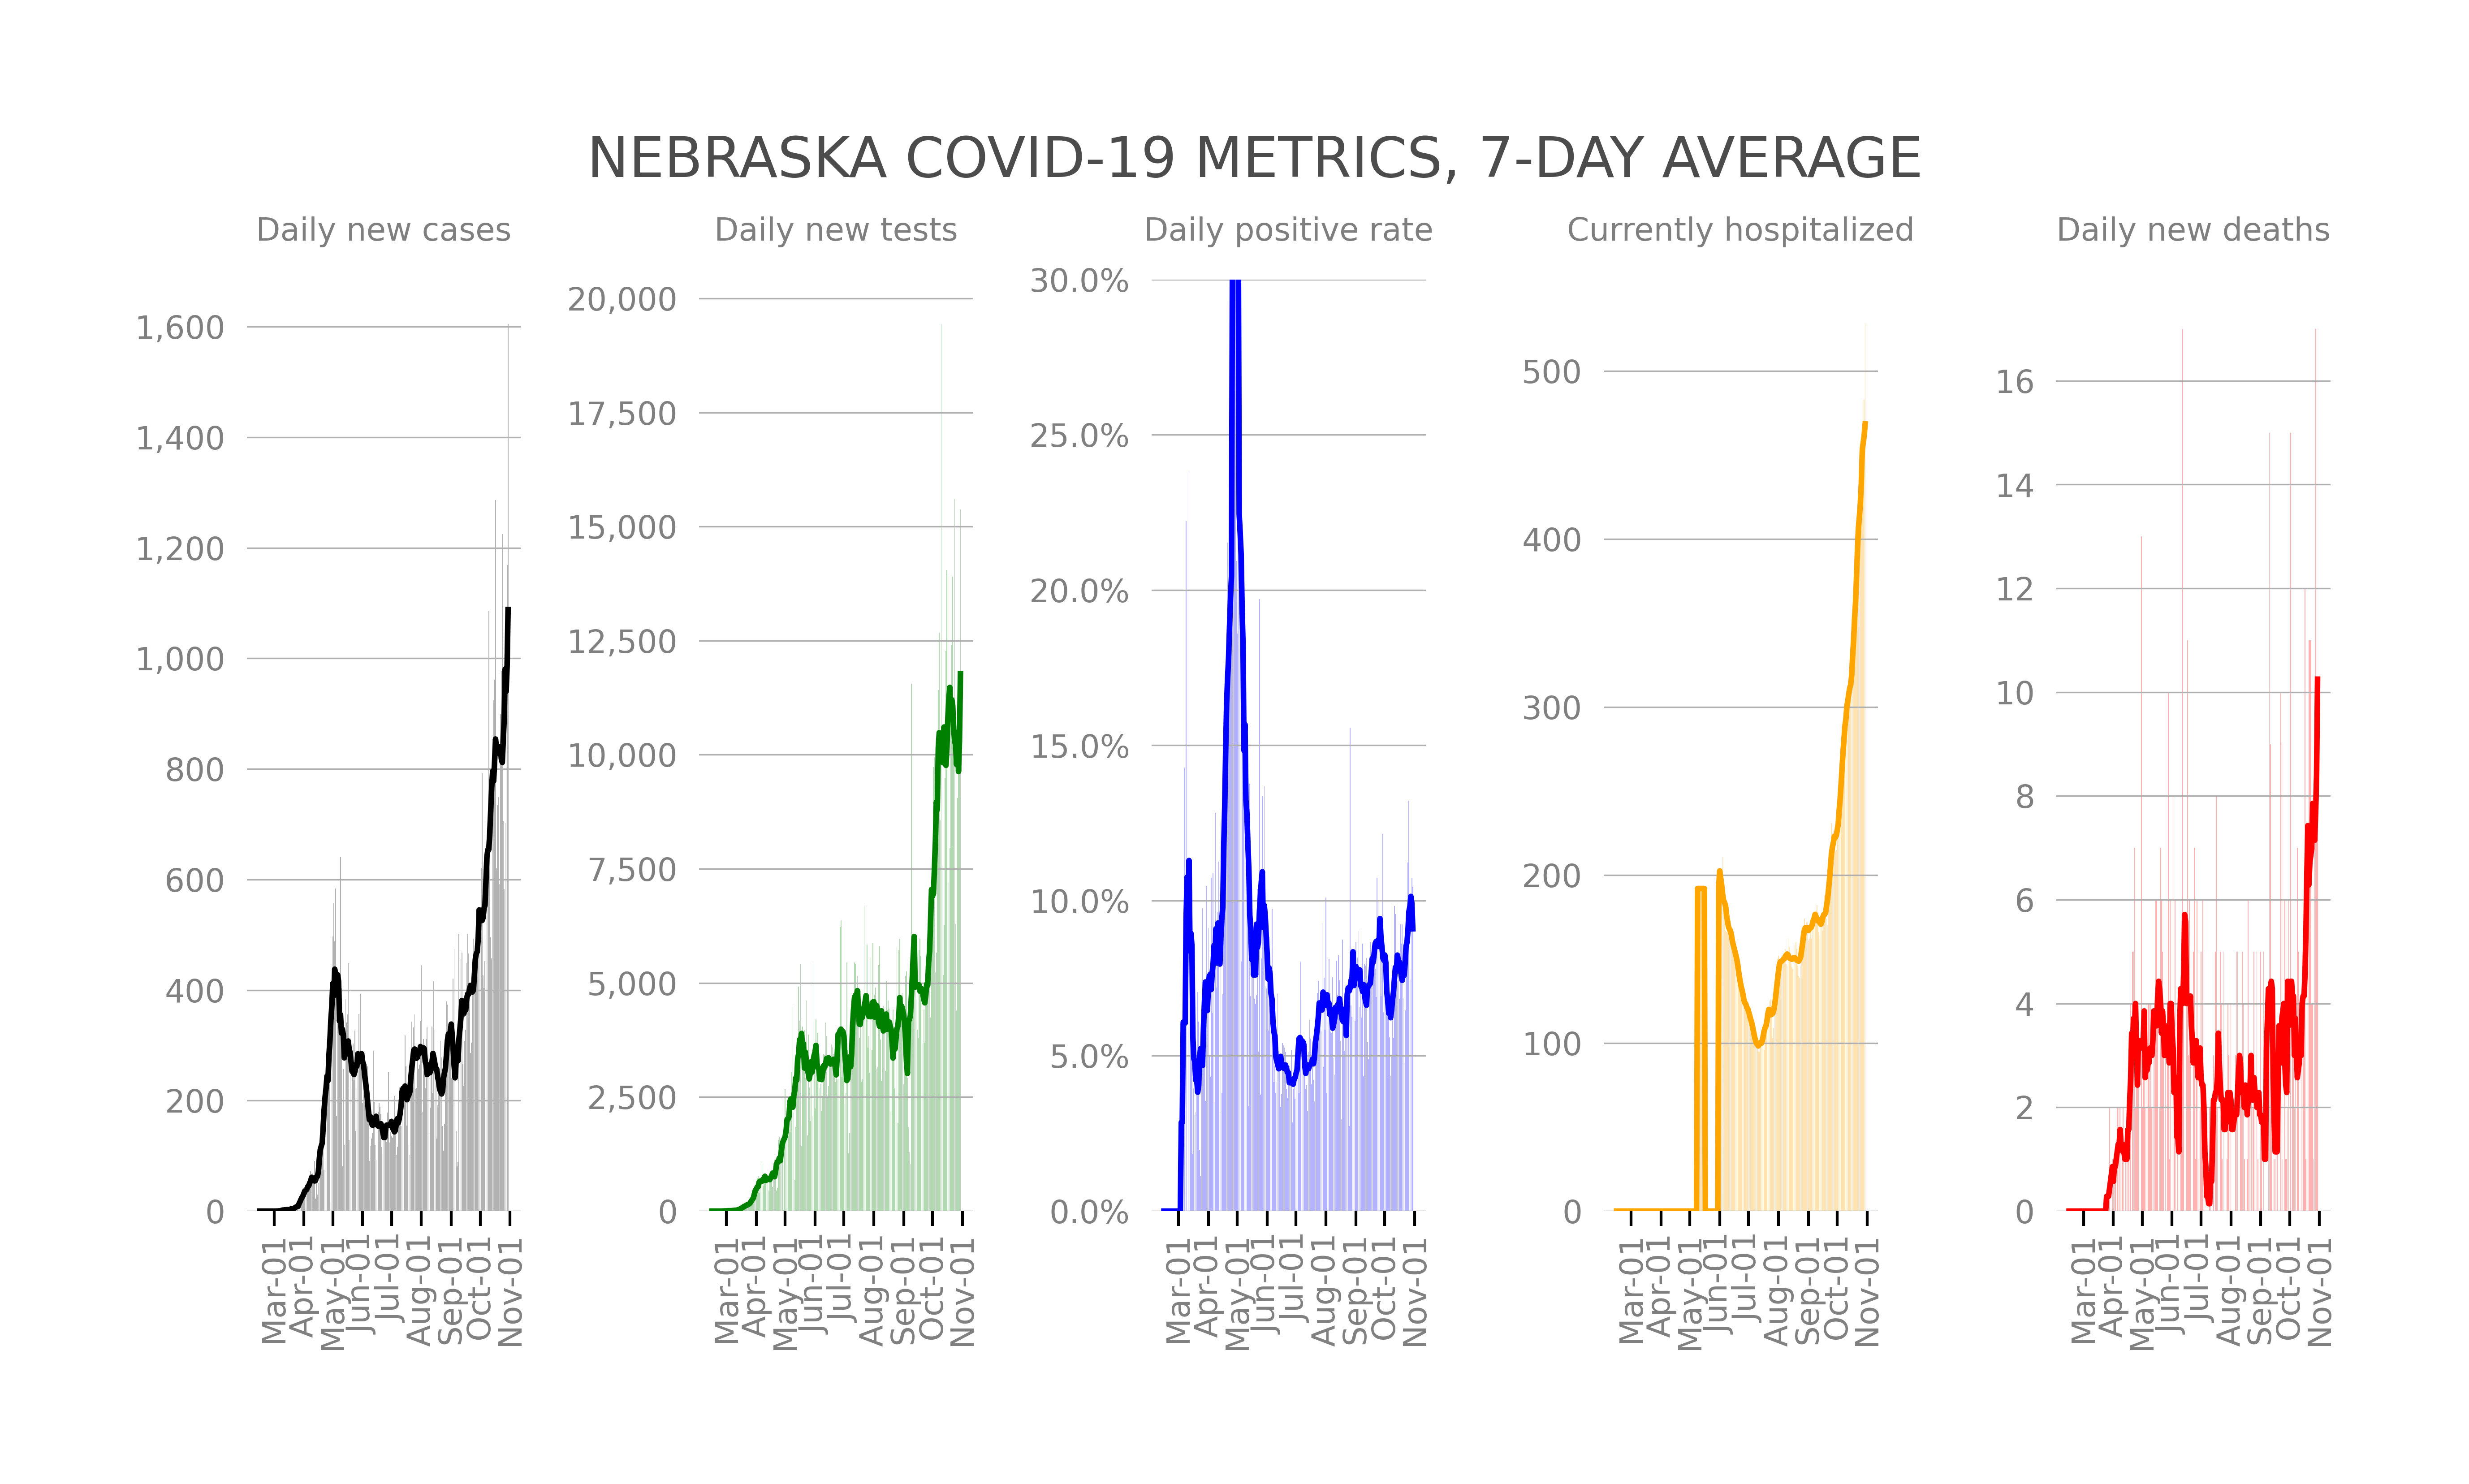 NEBRASKA COVID-19 METRICS, 7-DAY AVERAGE
Daily new cases
1,600
1,400
1,200
1,000
800
600
400
200
0
Mar-01
Apr-01
May-01
Jun-01
Jul-01
Aug-01
Sep-01
Oct-01
Nov-01
Daily new tests
20,000
17,500
15,000
12,500
10,000
7,500
5,000
2,500
0
Mar-01
Apr-01
May-01
Jun-01
Jul-01
Aug-01
Sep-01
Oct-01
Nov-01
Daily positive rate
30.0%
25.0%
20.0%
15.0%
10.0%
5.0%
0.0%
Mar-01
Apr-01
May-01
Jun-01
Jul-01
Aug-01
Sep-01
Oct-01
Nov-01
Currently hospitalized
500
400
300
200
100
0
Mar-01
Apr-01
May-01
Jun-01
Jul-01
Aug-01
Sep-01
Oct-01
Nov-01
Daily new deaths
16
14
12
10
8
6
4
2
0
Mar-01
Apr-01
May-01
Jun-01
Jul-01
Aug-01
Sep-01
Oct-01
Nov-01